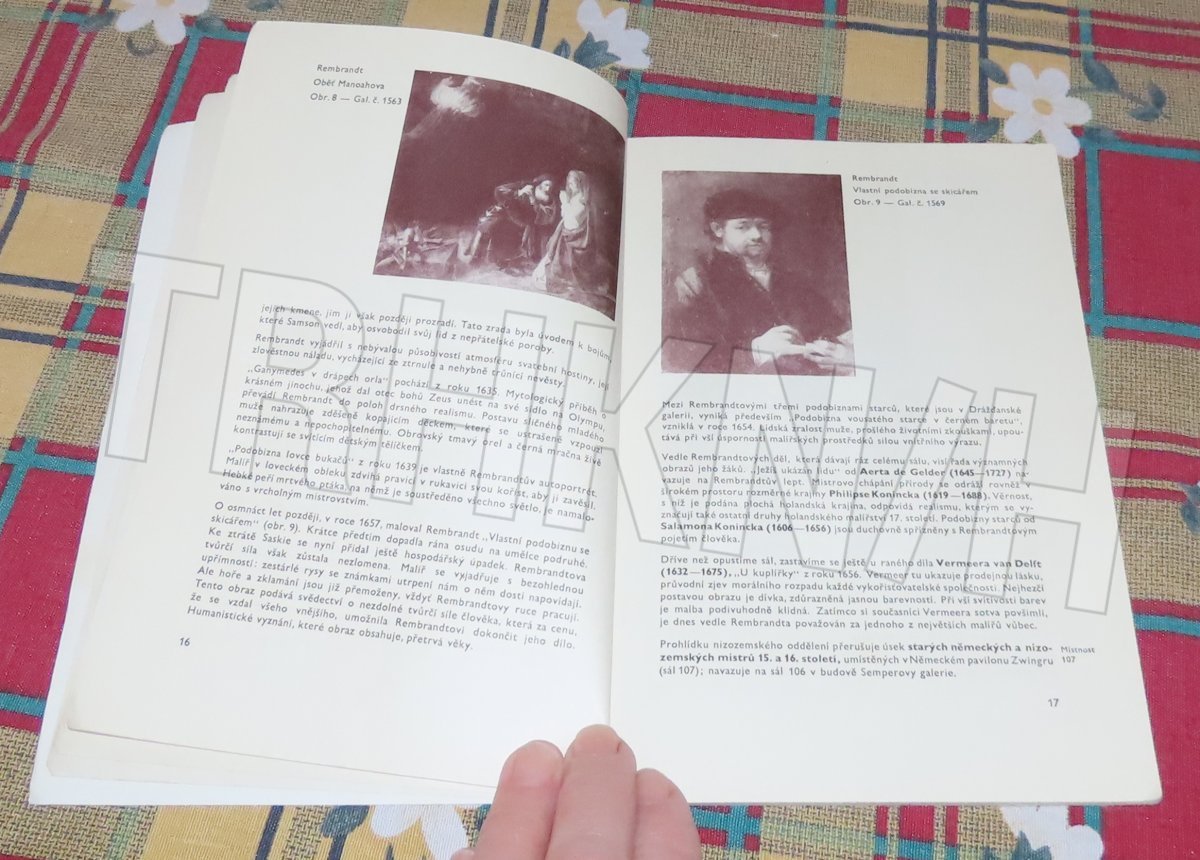 Rembrandt
Oběť Manoahova
Obr. 8 — Gal. č. 1563
jejich kmene, jím ji však později prozradí. Tato zrada byla úvodem k bojům,
které Samson vedl, aby osvobodil svůj lid z nepřátelské poroby.
Rembrandt vyjádřil s nebývalou působivostí atmosféru svatební hostiny, její
zlověstnou náladu, vycházející ze ztrnule a nehybně trůnící nevěsty.
„Ganymedes v drápech orla“ pochází z roku 1635. Mytologický příběh o
krásném jinochu, jehož dal otec bohů Zeus unést na své sídlo na Olympu,
převádí Rembrandt do poloh drsného realismu. Postavu sličného mladého
muže nahrazuje zděšeně kopajícím děckem, které se ustrašeně vzpouzí
neznámému a nepochopitelnému. Obrovský tmavý orel a černá mračna živě
kontrastují se svítícím dětským tělíčkem.
„Podobizna lovce bukačů“ z roku 1639 je vlastně Rembrandtův autoportrét.
Malíř v loveckém obleku zdvihá pravicí v rukavici svou kořist, aby ji zavěsil.
Hebké peří mrtvého ptáka, na němž je soustředěno všechno světlo, je namalo-
váno s vrcholným mistrovstvím.
O osmnáct let později, v roce 1657, maloval Rembrandt „Vlastní podobiznu se
skicářem“ (obr. 9). Krátce předtím dopadla rána osudu na umělce podruhé.
Ke ztrátě Saskie se nyní přidal ještě hospodářský úpadek. Rembrandtova
tvůrčí síla však zůstala nezlomena. Malíř se vyjadřuje s bezohlednou
upřímností: zestárlé rysy se známkami utrpení nám o něm dosti napovídají.
Ale hoře a zklamání jsou již přemoženy, vždyť Rembrandtovy ruce pracují.
Tento obraz podává svědectví o nezdolné tvůrčí síle člověka, která za cenu,
že se vzdal všeho vnějšího, umožnila Rembrandtovi dokončit jeho dílo.
Humanistické vyznání, které obraz obsahuje, přetrvá věky.
16
Rembrandt
Vlastní podobizna se skicářem
Obr. 9 — Gal. č. 1569
Mezi Rembrandtovými třemi podobiznami starců, které jsou v Drážďanské
galerii, vyniká především „Podobizna vousatého starce v černém baretu“,
vzniklá v roce 1654. Lidská zralost muže, prošlého životními zkouškami, upou-
tává při vší úspornosti malířských prostředků silou vnitřního výrazu.
Vedle Rembrandtových děl, která dávají ráz celému sálu, visí řada významných
obrazů jeho žáků. „Ježíš ukázán lidu“ od Aerta de Gelder (1645—1727) na-
vazuje na Rembrandtův lept. Mistrovo chápání přírody se odráží rovněž v
širokém prostoru rozměrné krajiny Philipse Konincka (1619—1688). Věrnost,
s níž je podána plochá holandská krajina, odpovídá realismu, kterým se vy-
značují také ostatní druhy holandského malířství 17. století. Podobizny starců od
Salamona Konincka (1606—1656) jsou duchovně spřízněny s Rembrandtovým
pojetím člověka.
Dříve než opustíme sál, zastavíme se ještě u raného díla Vermeera van Delft
(1632—1675), „U kuplířky“ z roku 1656. Vermeer tu ukazuje prodejnou lásku,
průvodní zjev morálního rozpadu každé vykořisťovatelské společnosti. Nejhezčí
postavou obrazu je dívka, zdůrazněná jasnou barevností. Při vší svítivosti barev
je malba podivuhodně klidná. Zatímco si současníci Vermeera sotva povšimli,
je dnes vedle Rembrandta považován za jednoho z největších malířů vůbec.
Prohlídku nizozemského oddělení přerušuje úsek starých německých a nizo-
zemských mistrů 15. a 16. století, umístěných v Německém pavilonu Zwingru
(sál 107); navazuje na sál 106 v budově Semperovy galerie.
Místnost
107
17
TRHKNIH